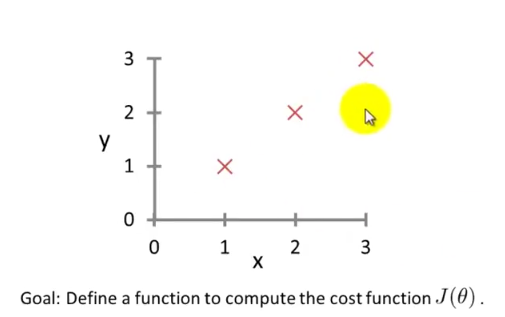 3
2
y
1
0
0 1 2 3
x
Goal: Define a function to compute the cost function J(θ) .